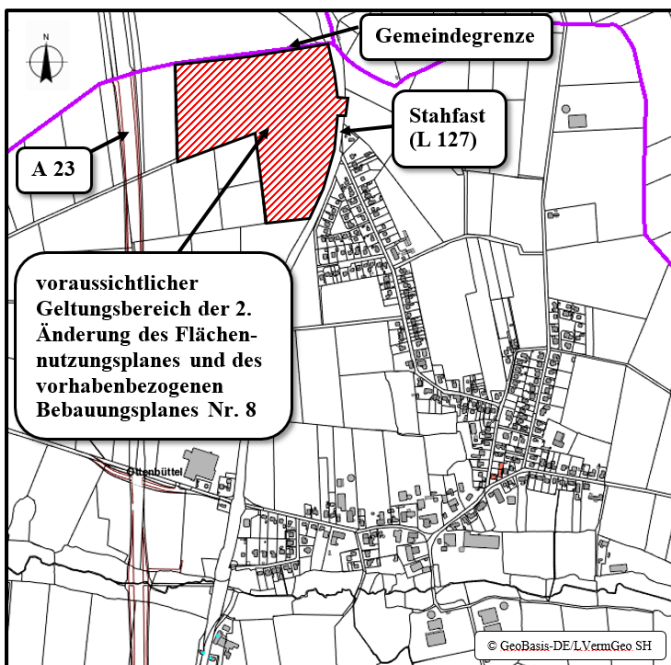 Gemeindegrenze
N
Stahfast
(L 127)
A 23
voraussichtlicher
Geltungsbereich der 2.
Änderung des Flächen-
nutzungsplanes und des
vorhabenbezogenen
Bebauungsplanes Nr. 8
Ottenbüttel
© GeoBasis-DE/LVermGeo SH